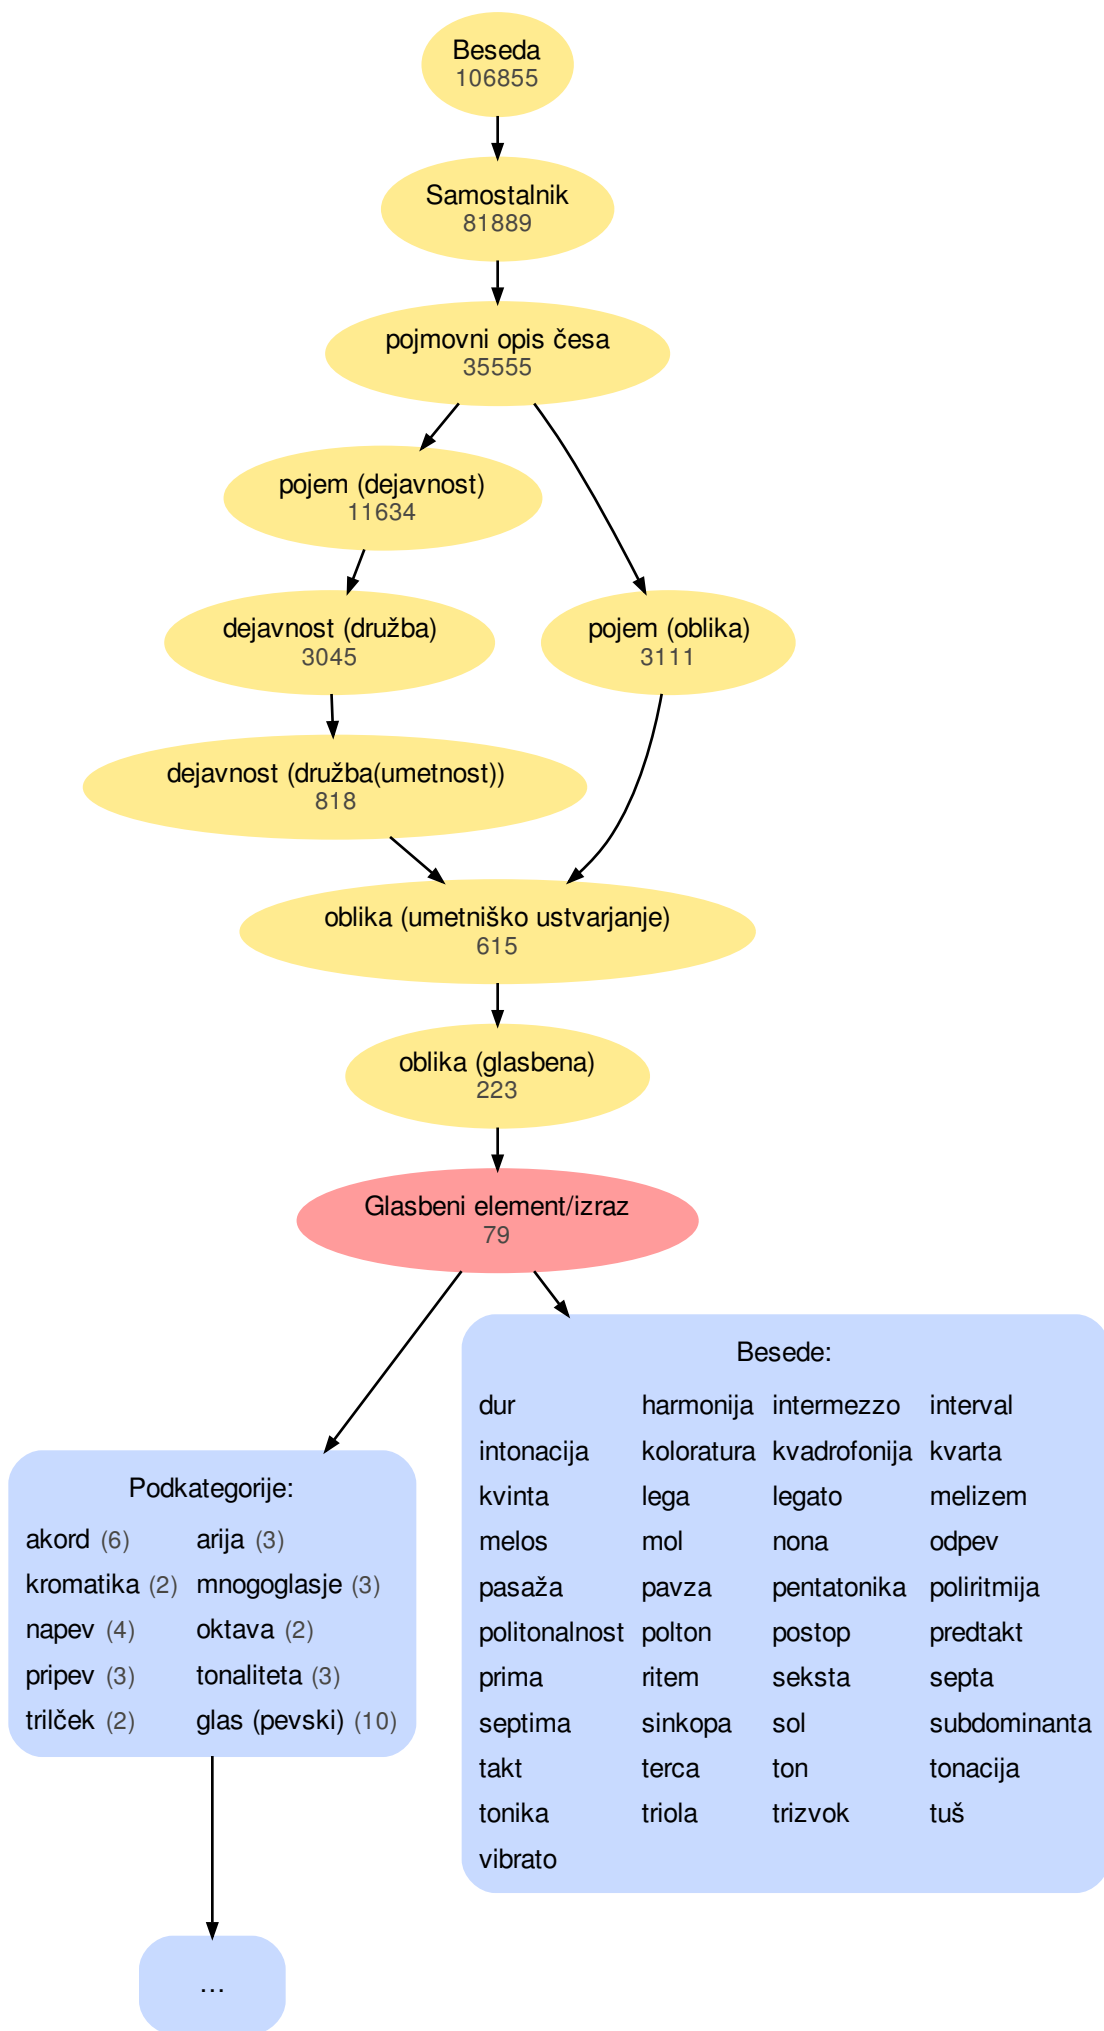 Beseda
106855
Samostalnik
81889
pojmovni opis česa
35555
pojem (dejavnost)
11634
dejavnost (družba)
3045
pojem (oblika)
3111
dejavnost (družba(umetnost))
818
oblika (umetniško ustvarjanje)
615
oblika (glasbena)
223
Glasbeni element/izraz
79
Podkategorije:
akord (6) arija (3)
kromatika (2) mnogoglasje (3)
napev (4) oktava (2)
pripev (3) tonaliteta (3)
trilček (2) glas (pevski) (10)
Besede:
dur harmonija intermezzo interval
intonacija koloratura kvadrofonija kvarta
kvinta lega legato melizem
melos mol nona odpev
pasaža pavza pentatonika poliritmija
politonalnost polton postop predtakt
prima ritem seksta septa
septima sinkopa sol subdominanta
takt terca ton tonacija
tonika triola trizvok tuš
vibrato
...